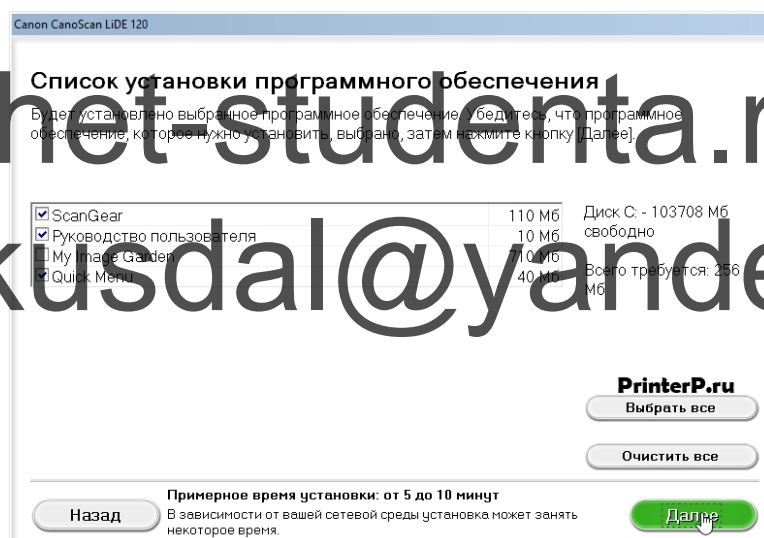 Canon CanoScan LiDE 120
Список установки программного обеспечения
Будет установлено выбранное программное обеспечение. Убедитесь, что программное
обеспечение, которое нужно установить, выбрано, затем нажмите кнопку [Далее].
het-studenta.r
ScanGear 110 Мб
Руководство пользователя 10 Мб
My Image Garden 710 Мб
Quick Menu 40 Мб
Диск C: - 103708 Мб
свободно
Всего требуется: 256
Мб
kusdal@yande
PrinterP.ru
Выбрать все
Очистить все
Примерное время установки: от 5 до 10 минут
В зависимости от вашей сетевой среды установка может занять
некоторое время.
Назад
Далее